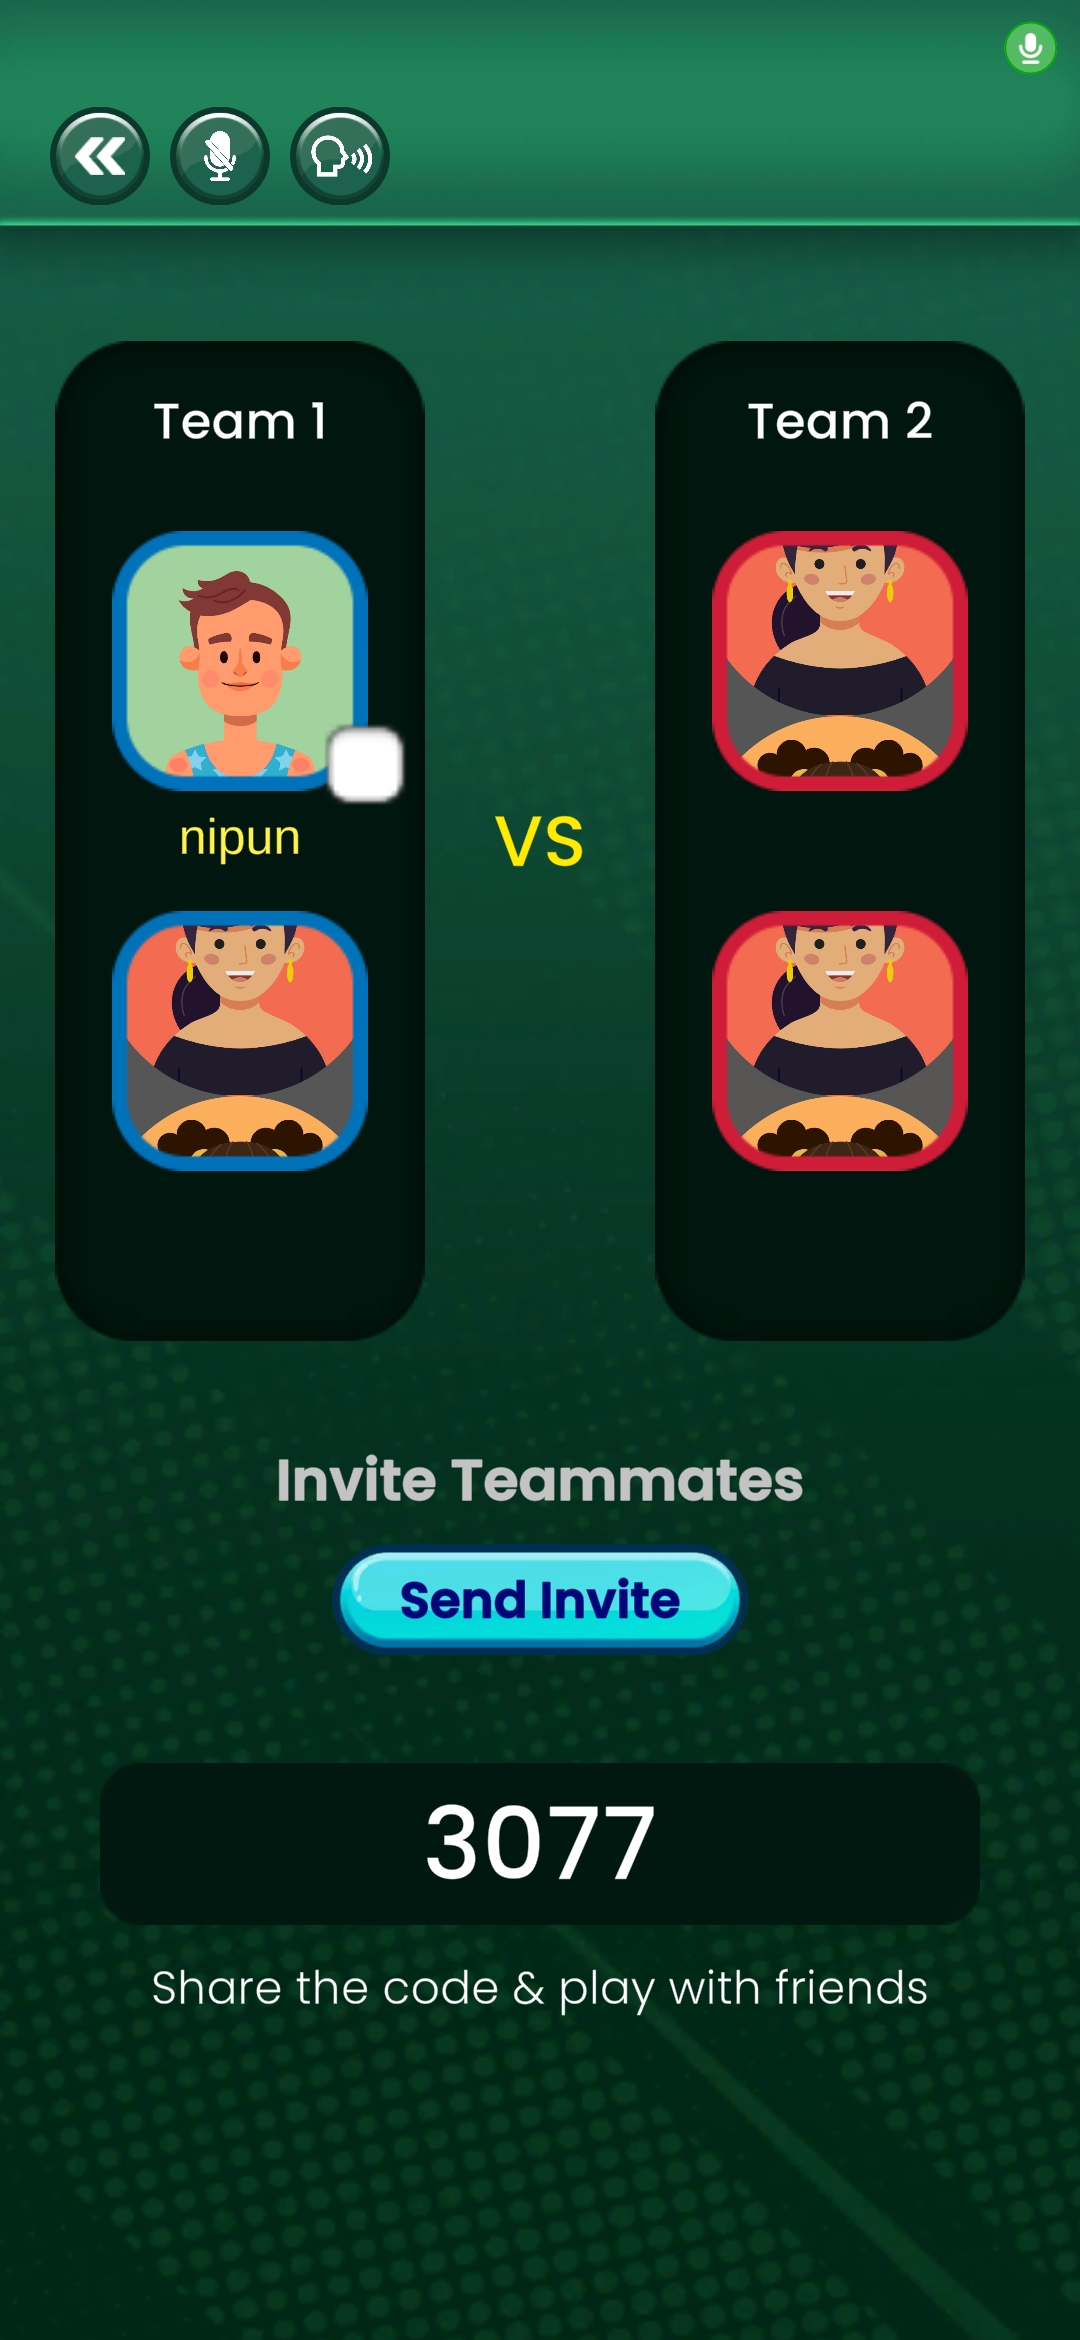 Team 1
Team 2
nipun
VS
Invite Teammates
Send Invite
3077
Share the code & play with friends